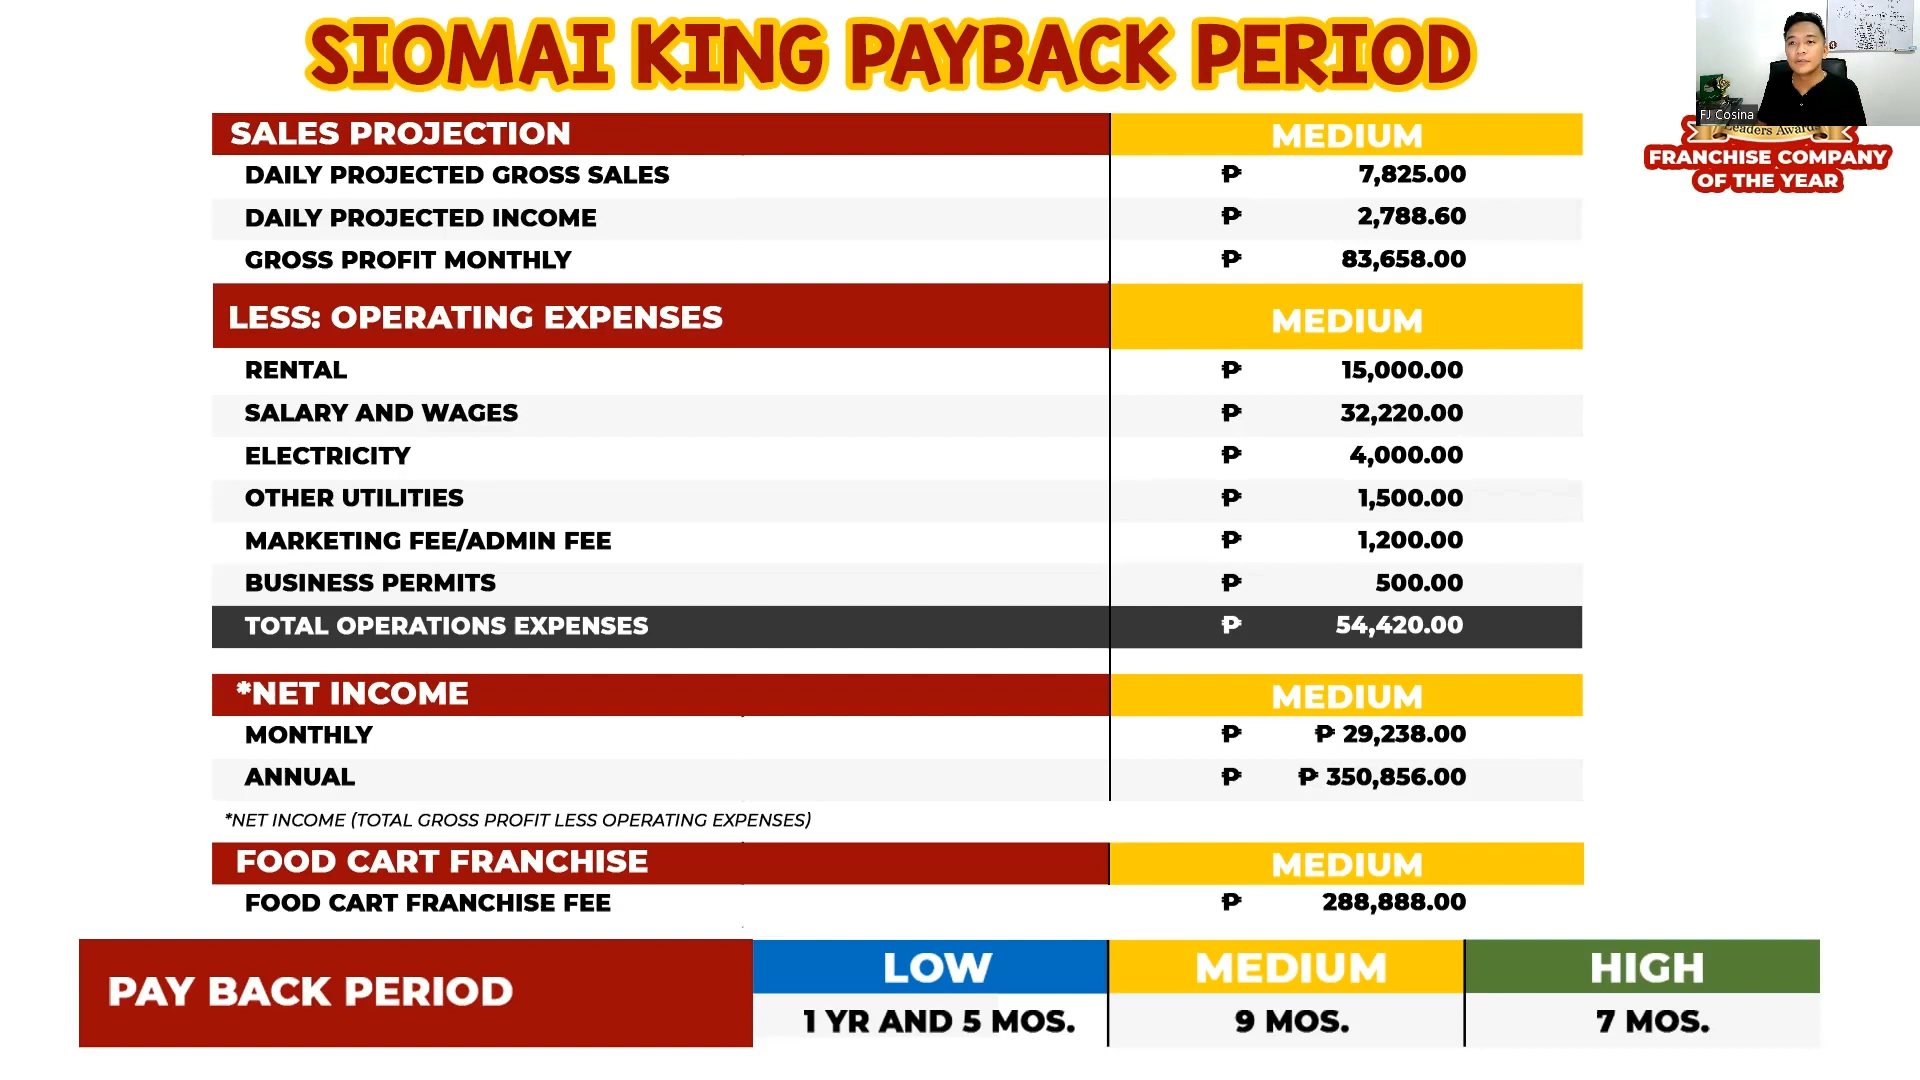 SIOMAI KING PAYBACK PERIOD
FJ Cosina
Leaders Awards
FRANCHISE COMPANY
OF THE YEAR
SALES PROJECTION MEDIUM
DAILY PROJECTED GROSS SALES ₱ 7,825.00
DAILY PROJECTED INCOME ₱ 2,788.60
GROSS PROFIT MONTHLY ₱ 83,658.00
LESS: OPERATING EXPENSES MEDIUM
RENTAL ₱ 15,000.00
SALARY AND WAGES ₱ 32,220.00
ELECTRICITY ₱ 4,000.00
OTHER UTILITIES ₱ 1,500.00
MARKETING FEE/ADMIN FEE ₱ 1,200.00
BUSINESS PERMITS ₱ 500.00
TOTAL OPERATIONS EXPENSES ₱ 54,420.00
*NET INCOME MEDIUM
MONTHLY ₱ ₱ 29,238.00
ANNUAL ₱ ₱ 350,856.00
*NET INCOME (TOTAL GROSS PROFIT LESS OPERATING EXPENSES)
FOOD CART FRANCHISE MEDIUM
FOOD CART FRANCHISE FEE ₱ 288,888.00
PAY BACK PERIOD
LOW MEDIUM HIGH
1 YR AND 5 MOS. 9 MOS. 7 MOS.